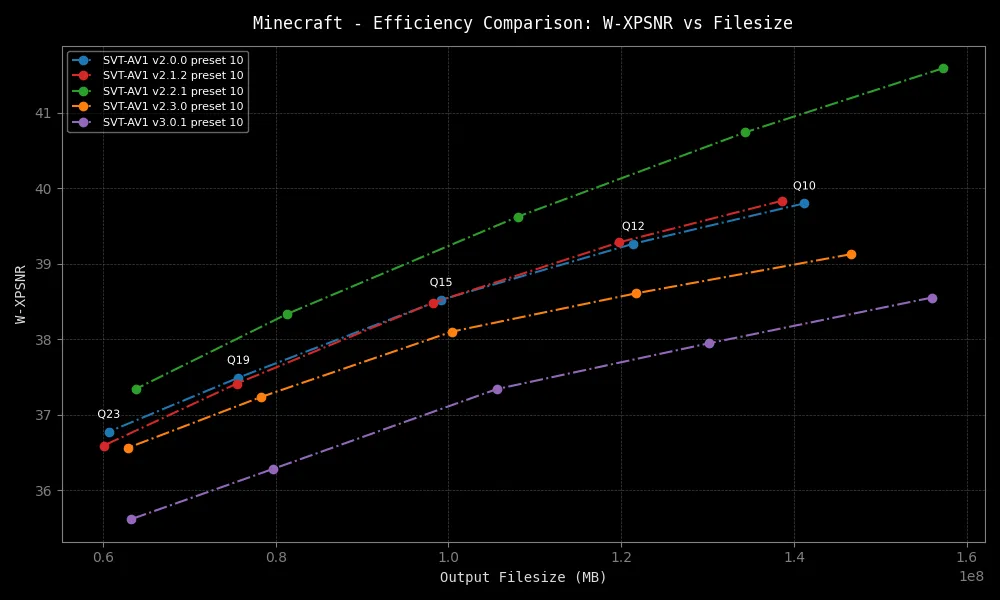 Minecraft - Efficiency Comparison: W-XPSNR vs Filesize
SVT-AV1 v2.0.0 preset 10
SVT-AV1 v2.1.2 preset 10
SVT-AV1 v2.2.1 preset 10
SVT-AV1 v2.3.0 preset 10
SVT-AV1 v3.0.1 preset 10
41
40
39
38
37
36
W-XPSNR
Q23
Q19
Q15
Q12
Q10
0.6
0.8
1.0
1.2
1.4
1.6
1e8
Output Filesize (MB)